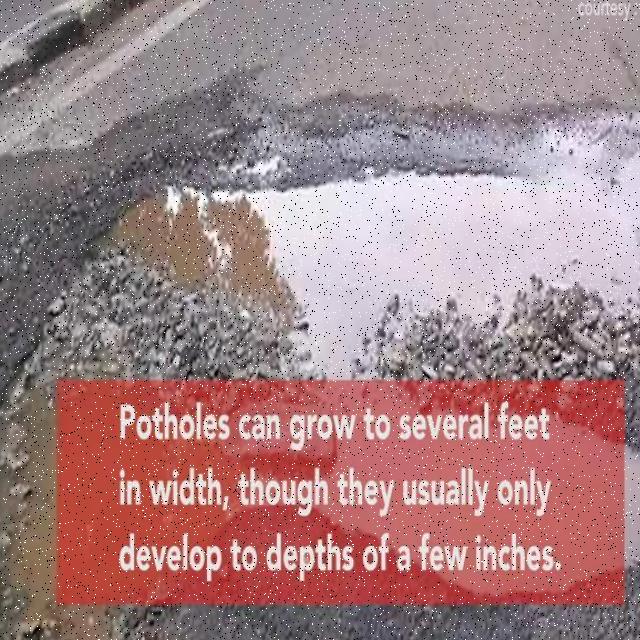 courtesy
Potholes can grow to several feet
in width, though they usually only
develop to depths of a few inches.